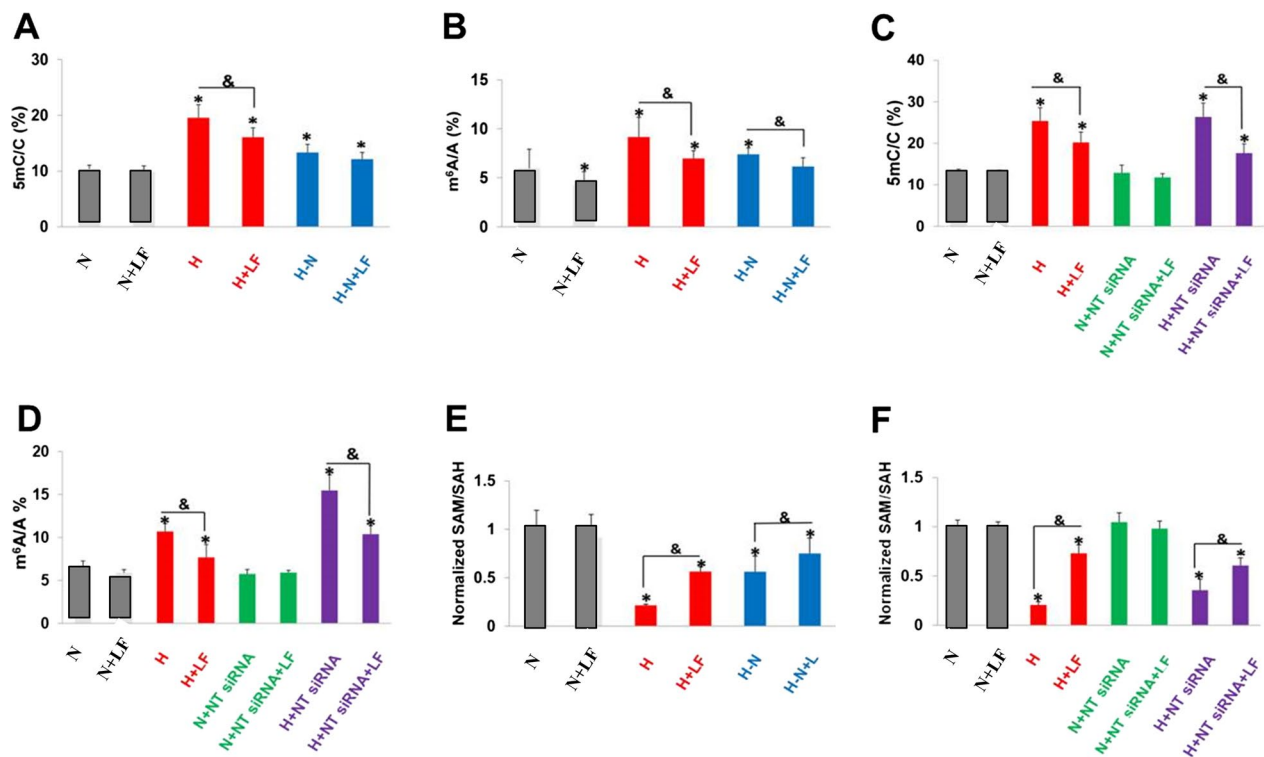 A
5mC/C (%)
30
20
10
0
*
*
&
*
*
N
N+LF
H
H+LF
H-N
H-N+LF
B
m⁶A/A (%)
15
10
5
0
*
*
*
&
*
&
N
N+LF
H
H+LF
H-N
H-N+LF
C
5mC/C (%)
40
30
20
10
0
*
*
&
*
*
&
N
N+LF
H
H+LF
N+NT siRNA
N+NT siRNA+LF
H+NT siRNA
H+NT siRNA+LF
D
m⁶A/A %
20
15
10
5
0
*
*
&
*
*
&
N
N+LF
H
H+LF
N+NT siRNA
N+NT siRNA+LF
H+NT siRNA
H+NT siRNA+LF
E
Normalized SAM/SAH
1.5
1
0.5
0
*
*
&
*
*
&
N
N+LF
H
H+LF
H-N
H-N+L
F
Normalized SAM/SAH
1.5
1
0.5
0
*
*
&
*
*
&
N
N+LF
H
H+LF
N+NT siRNA
N+NT siRNA+LF
H+NT siRNA
H+NT siRNA+LF